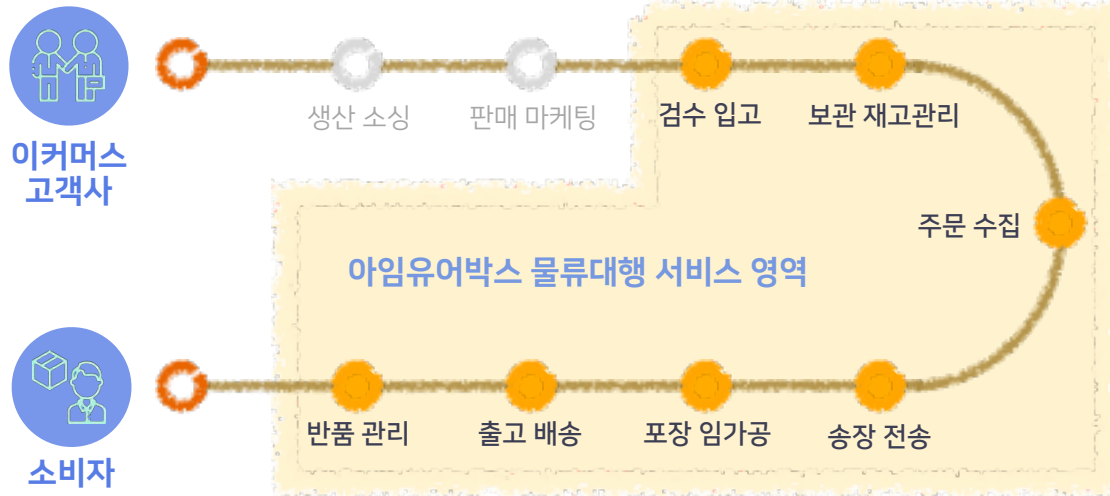 생산 소싱
판매 마케팅
검수 입고
보관 재고관리
이커머스
고객사
주문 수집
아임유어박스 물류대행 서비스 영역
반품 관리
출고 배송
포장 임가공
송장 전송
소비자